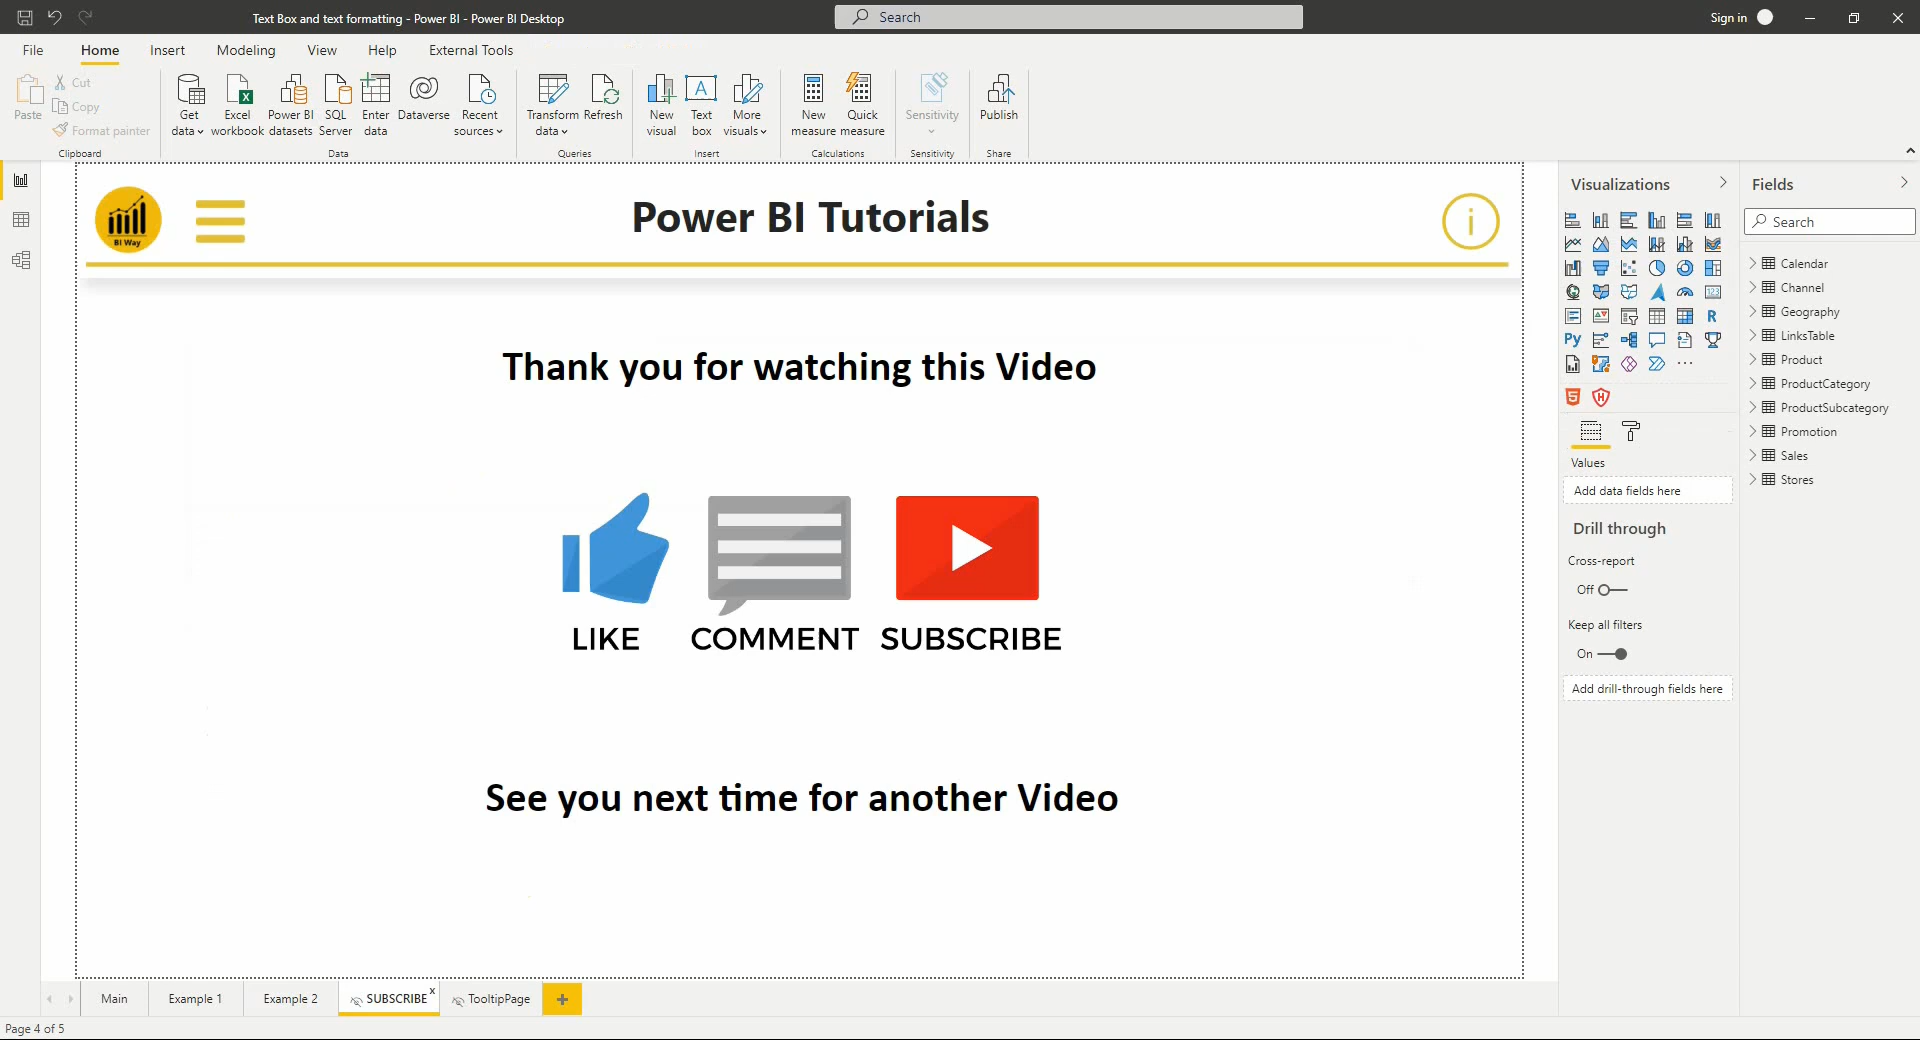 Text Box and text formatting - Power BI - Power BI Desktop
Search
Sign in
File Home Insert Modeling View Help External Tools
Paste
Cut
Copy
Format painter
Clipboard
Get data
Excel workbook
Power BI datasets
SQL Server
Enter data
Dataverse
Recent sources
Data
Transform data
Refresh
Queries
New visual
Text box
More visuals
Insert
New measure
Quick measure
Calculations
Sensitivity
Sensitivity
Publish
Share
BI Way
Power BI Tutorials
i
Thank you for watching this Video
LIKE COMMENT SUBSCRIBE
See you next time for another Video
Visualizations
123
R
Py
5
H
Values
Add data fields here
Drill through
Cross-report
Off
Keep all filters
On
Add drill-through fields here
Fields
Search
Calendar
Channel
Geography
LinksTable
Product
ProductCategory
ProductSubcategory
Promotion
Sales
Stores
Main Example 1 Example 2 SUBSCRIBE x TooltipPage +
Page 4 of 5